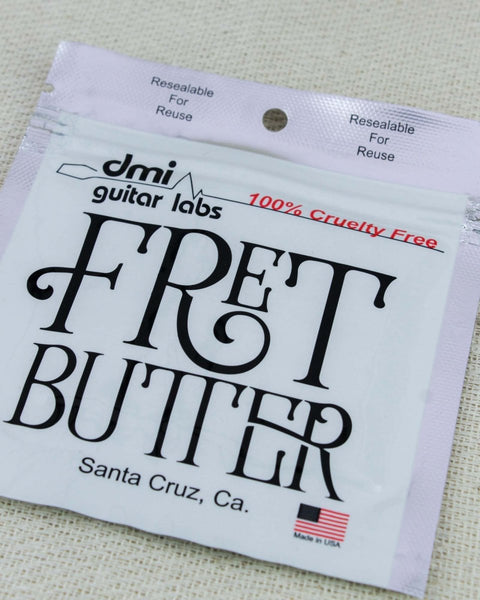 Resealable
For
Reuse
Resealable
For
Reuse
dmi
guitar labs
100% Cruelty Free
FRET
BUTTER
Santa Cruz, Ca.
Made in USA